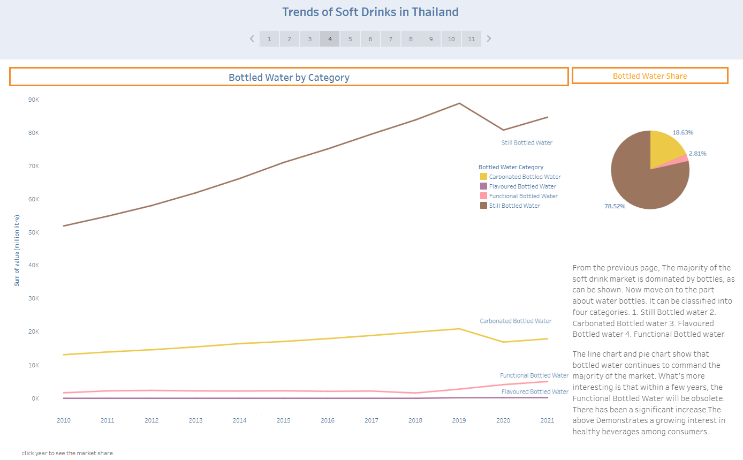 Trends of Soft Drinks in Thailand
1 2 3 4 5 6 7 8 9 10 11
Bottled Water by Category
Bottled Water Share
90K
80K
70K
60K
50K
40K
30K
20K
10K
0K
Sum of value (million litre)
Still Bottled Water
Bottled Water Category
Carbonated Bottled Water
Flavoured Bottled Water
Functional Bottled Water
Still Bottled Water
Carbonated Bottled Water
Functional Bottled Water
Flavoured Bottled Water
2010 2011 2012 2013 2014 2015 2016 2017 2018 2019 2020 2021
18.63%
2.81%
78.52%
From the previous page, The majority of the
soft drink market is dominated by bottles, as
can be shown. Now move on to the part
about water bottles. It can be classified into
four categories. 1. Still Bottled water 2.
Carbonated Bottled water 3. Flavoured
Bottled water 4. Functional Bottled water
The line chart and pie chart show that
bottled water continues to command the
majority of the market. What's more
interesting is that within a few years, the
Functional Bottled Water will be obsolete.
There has been a significant increase.The
above Demonstrates a growing interest in
healthy beverages among consumers.
click year to see the market share